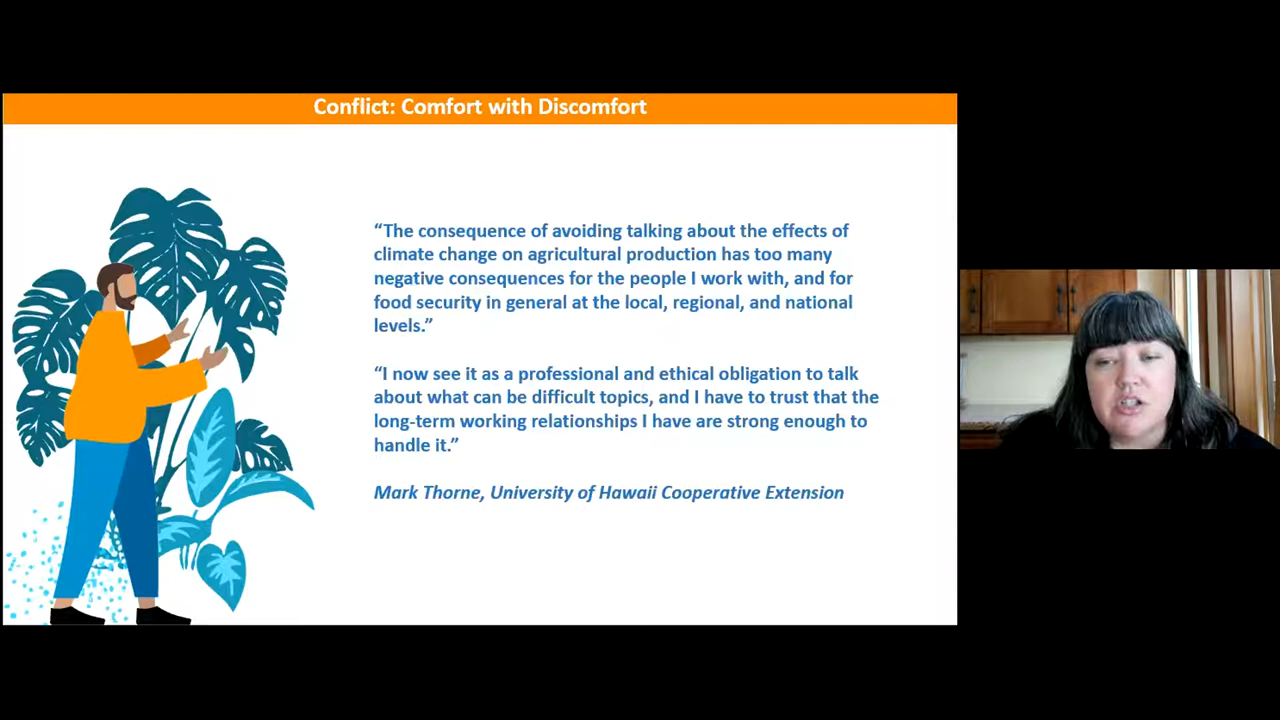 Conflict: Comfort with Discomfort
“The consequence of avoiding talking about the effects of
climate change on agricultural production has too many
negative consequences for the people I work with, and for
food security in general at the local, regional, and national
levels.”
“I now see it as a professional and ethical obligation to talk
about what can be difficult topics, and I have to trust that the
long-term working relationships I have are strong enough to
handle it.”
Mark Thorne, University of Hawaii Cooperative Extension